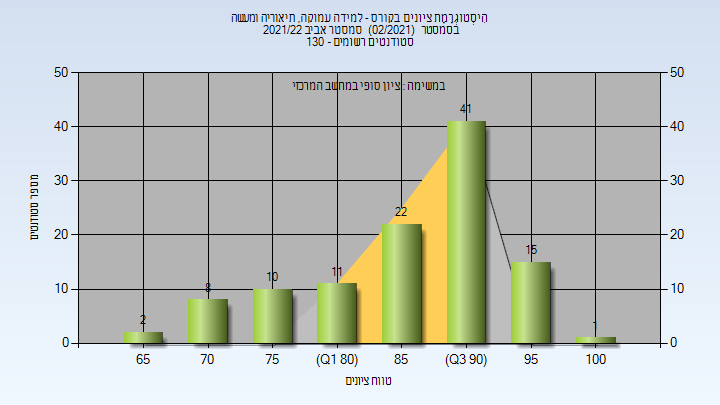 היסטוגרמת ציונים בקורס - למידה עמוקה, תיאוריה ומעשה
בסמסטר (02/2021) סמסטר אביב 2021/22
סטודנטים רשומים - 130
במשימה : ציון סופי במחשב המרכזי
50 50
40 40
30 30
20 20
10 10
0 0
מספר סטודנטים
2 8 10 11 22 41 15 1
65 70 75 (Q1 80) 85 (Q3 90) 95 100
טווח ציונים